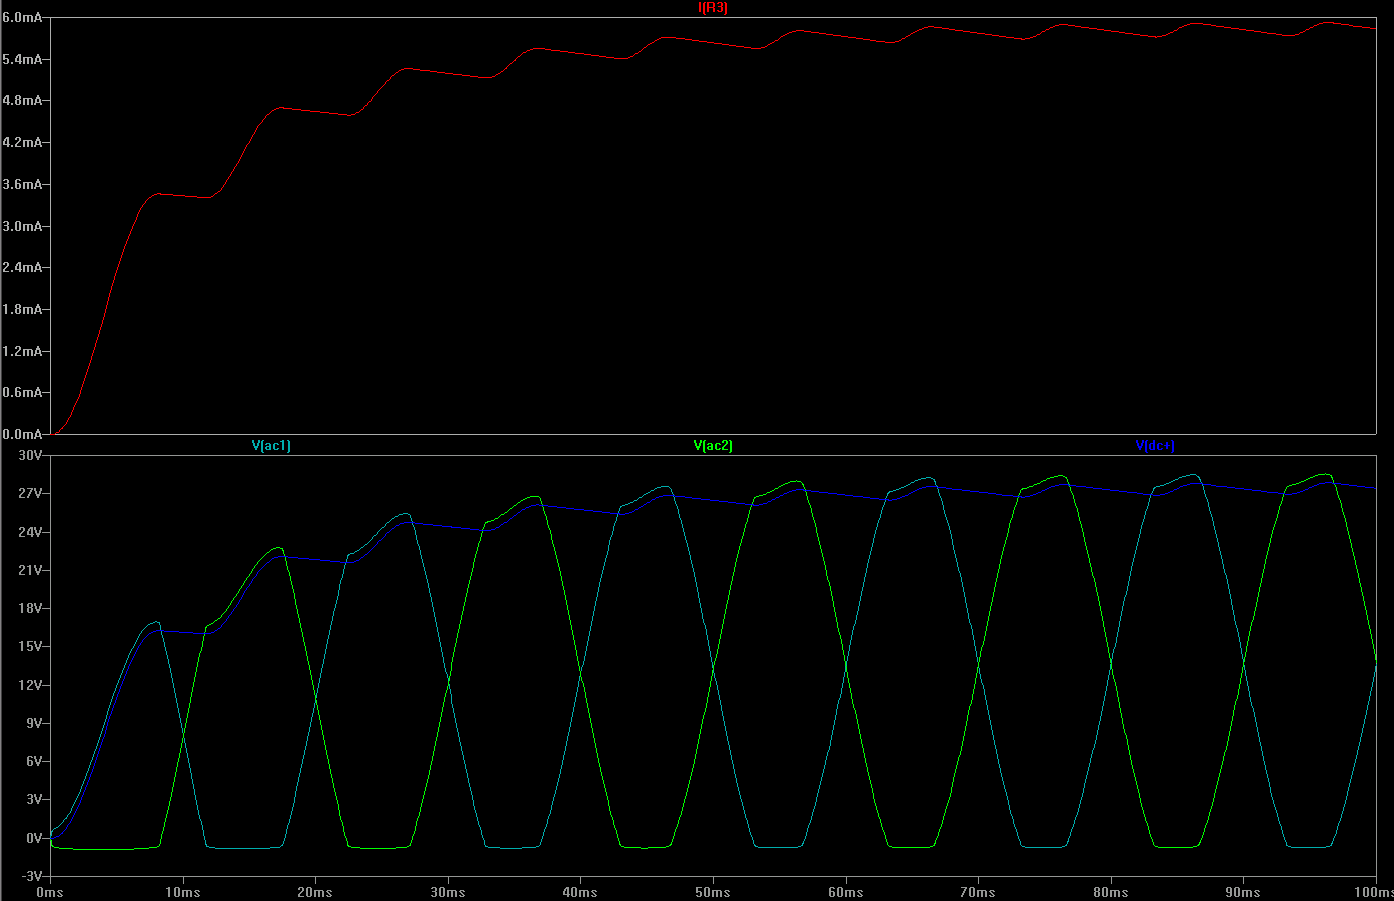 I(R3)
6.0mA
5.4mA
4.8mA
4.2mA
3.6mA
3.0mA
2.4mA
1.8mA
1.2mA
0.6mA
0.0mA
V(ac1) V(ac2) V(dc+)
30V
27V
24V
21V
18V
15V
12V
9V
6V
3V
0V
-3V
0ms 10ms 20ms 30ms 40ms 50ms 60ms 70ms 80ms 90ms 100ms